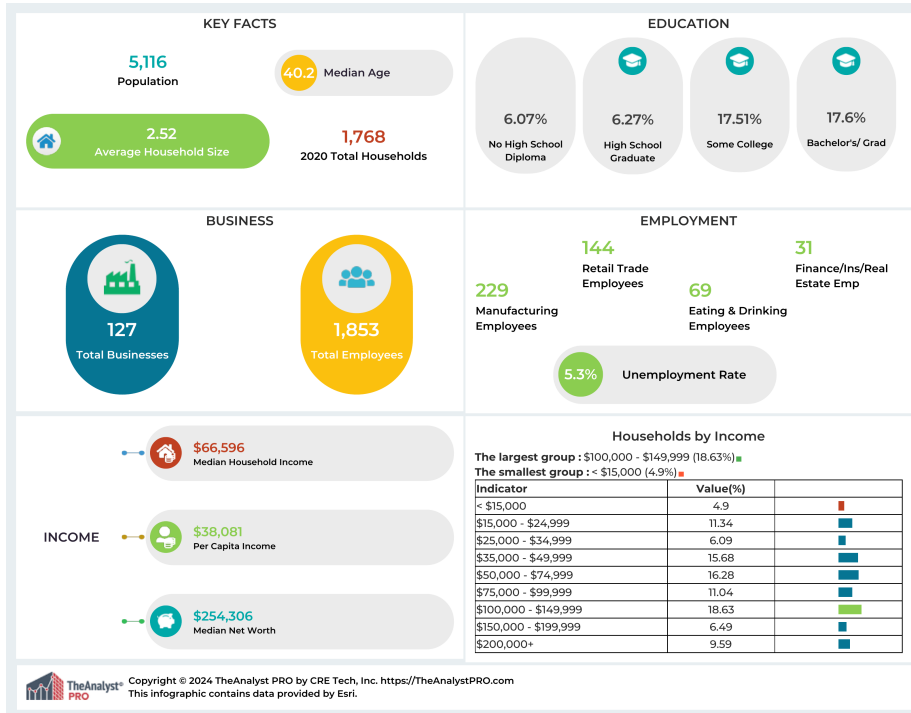 KEY FACTS
5,116
Population
40.2 Median Age
2.52
Average Household Size
1,768
2020 Total Households
EDUCATION
6.07%
No High School
Diploma
6.27%
High School
Graduate
17.51%
Some College
17.6%
Bachelor's/ Grad
BUSINESS
127
Total Businesses
1,853
Total Employees
EMPLOYMENT
229
Manufacturing
Employees
144
Retail Trade
Employees
69
Eating & Drinking
Employees
31
Finance/Ins/Real
Estate Emp
5.3% Unemployment Rate
INCOME
$66,596
Median Household Income
$38,081
Per Capita Income
$254,306
Median Net Worth
Households by Income
The largest group : $100,000 - $149,999 (18.63%)
The smallest group : < $15,000 (4.9%)
Indicator Value(%)
< $15,000 4.9
$15,000 - $24,999 11.34
$25,000 - $34,999 6.09
$35,000 - $49,999 15.68
$50,000 - $74,999 16.28
$75,000 - $99,999 11.04
$100,000 - $149,999 18.63
$150,000 - $199,999 6.49
$200,000+ 9.59
TheAnalyst®
PRO
Copyright © 2024 TheAnalyst PRO by CRE Tech, Inc. https://TheAnalystPRO.com
This infographic contains data provided by Esri.